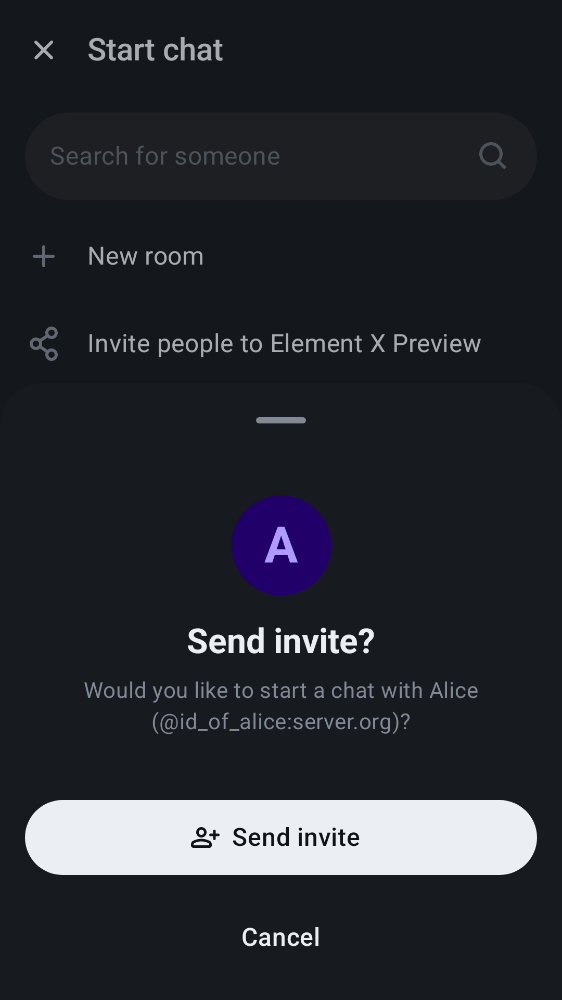 Start chat
Search for someone
New room
Invite people to Element X Preview
A
Send invite?
Would you like to start a chat with Alice
(@id_of_alice:server.org)?
Send invite
Cancel